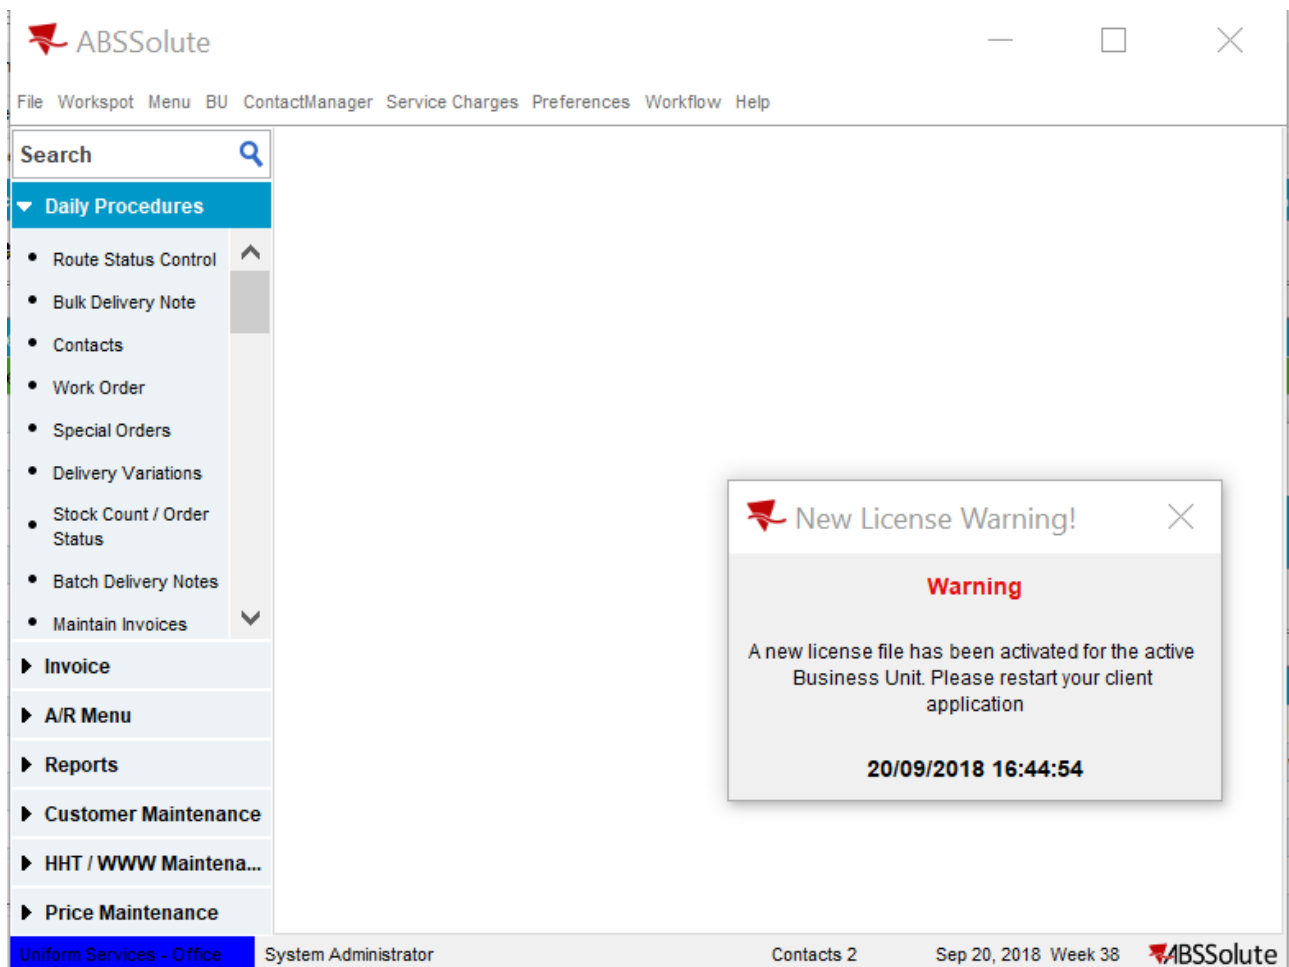 ABSSolute
File Workspot Menu BU ContactManager Service Charges Preferences Workflow Help
Search
Daily Procedures
Route Status Control
Bulk Delivery Note
Contacts
Work Order
Special Orders
Delivery Variations
Stock Count / Order
Status
Batch Delivery Notes
Maintain Invoices
Invoice
A/R Menu
Reports
Customer Maintenance
HHT / WWW Maintena...
Price Maintenance
New License Warning!
Warning
A new license file has been activated for the active
Business Unit. Please restart your client
application
20/09/2018 16:44:54
Uniform Services - Office System Administrator Contacts 2 Sep 20, 2018 Week 38 ABSSolute